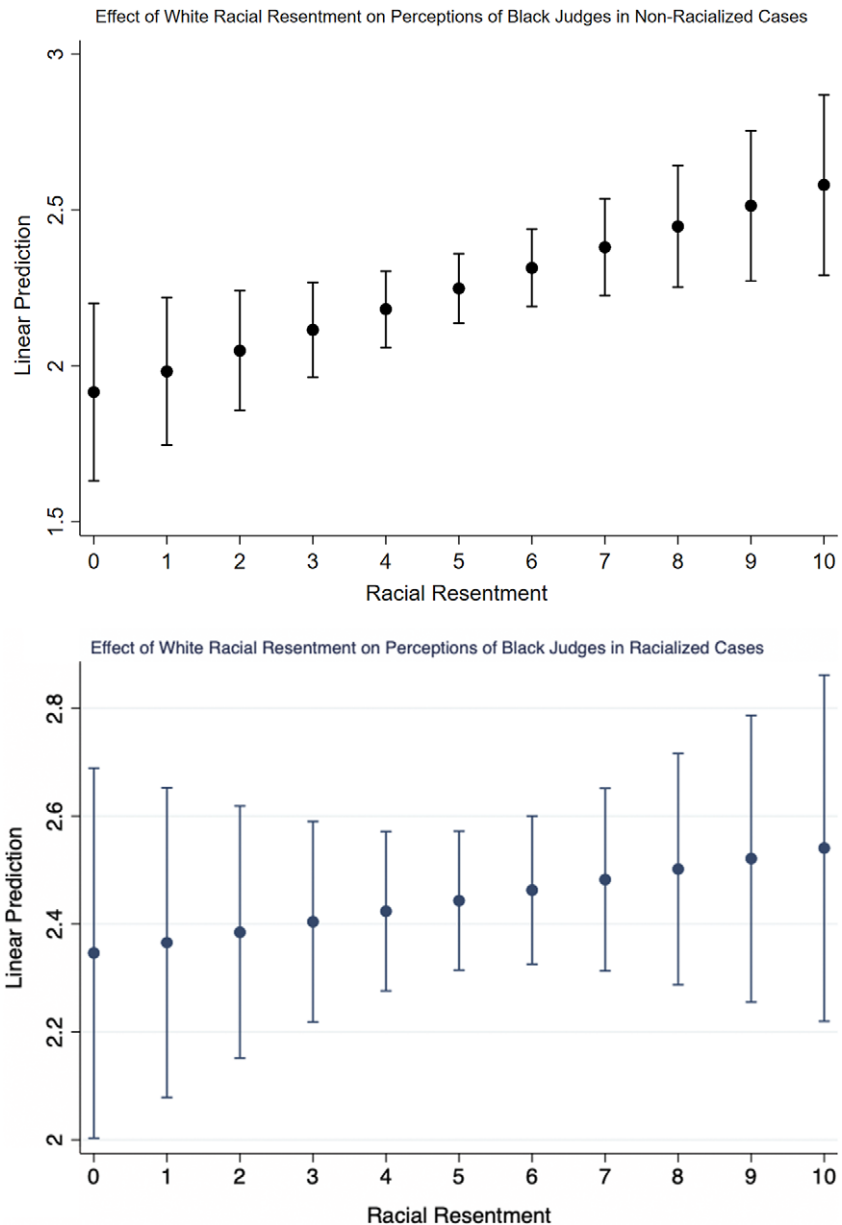 Effect of White Racial Resentment on Perceptions of Black Judges in Non-Racialized Cases
3
2.5
2
1.5
Linear Prediction
0 1 2 3 4 5 6 7 8 9 10
Racial Resentment
Effect of White Racial Resentment on Perceptions of Black Judges in Racialized Cases
2.8
2.6
2.4
2.2
2
Linear Prediction
0 1 2 3 4 5 6 7 8 9 10
Racial Resentment